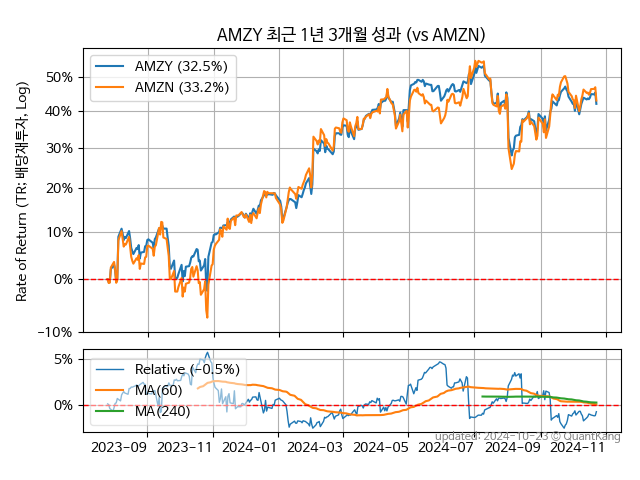 AMZY 최근 1년 3개월 성과 (vs AMZN)
Rate of Return (TR; 배당재투자, Log)
50%
40%
30%
20%
10%
0%
−10%
AMZY (32.5%)
AMZN (33.2%)
5%
0%
Relative (−0.5%)
MA(60)
MA(240)
2023−09
2023−11
2024−01
2024−03
2024−05
2024−07
2024−09
2024−11
updated: 2024−10−23 © QuantKang